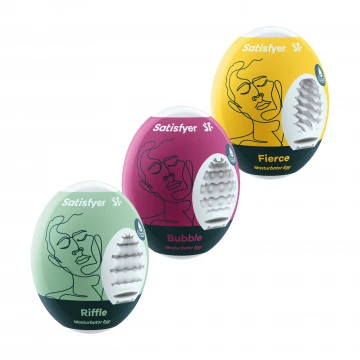 Satisfyer
Fierce
Masturbator Egg
Satisfyer
Bubble
Masturbator Egg
Satisfyer
Riffle
Masturbator Egg